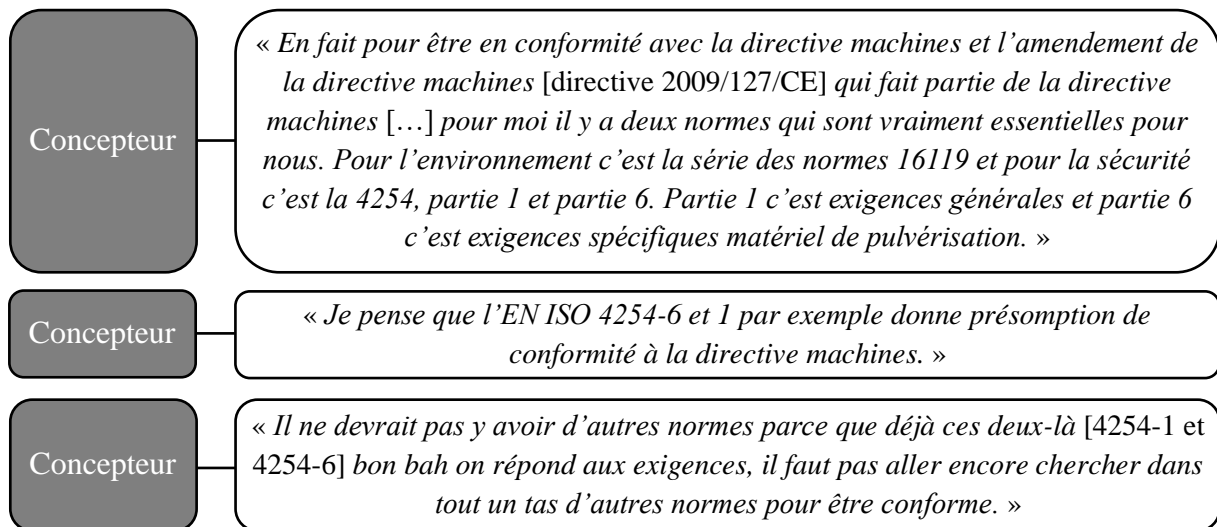 Concepteur
« En fait pour être en conformité avec la directive machines et l’amendement de
la directive machines [directive 2009/127/CE] qui fait partie de la directive
machines […] pour moi il y a deux normes qui sont vraiment essentielles pour
nous. Pour l’environnement c’est la série des normes 16119 et pour la sécurité
c’est la 4254, partie 1 et partie 6. Partie 1 c’est exigences générales et partie 6
c’est exigences spécifiques matériel de pulvérisation. »
Concepteur
« Je pense que l’EN ISO 4254-6 et 1 par exemple donne présomption de
conformité à la directive machines. »
Concepteur
« Il ne devrait pas y avoir d’autres normes parce que déjà ces deux-là [4254-1 et
4254-6] bon bah on répond aux exigences, il faut pas aller encore chercher dans
tout un tas d’autres normes pour être conforme. »